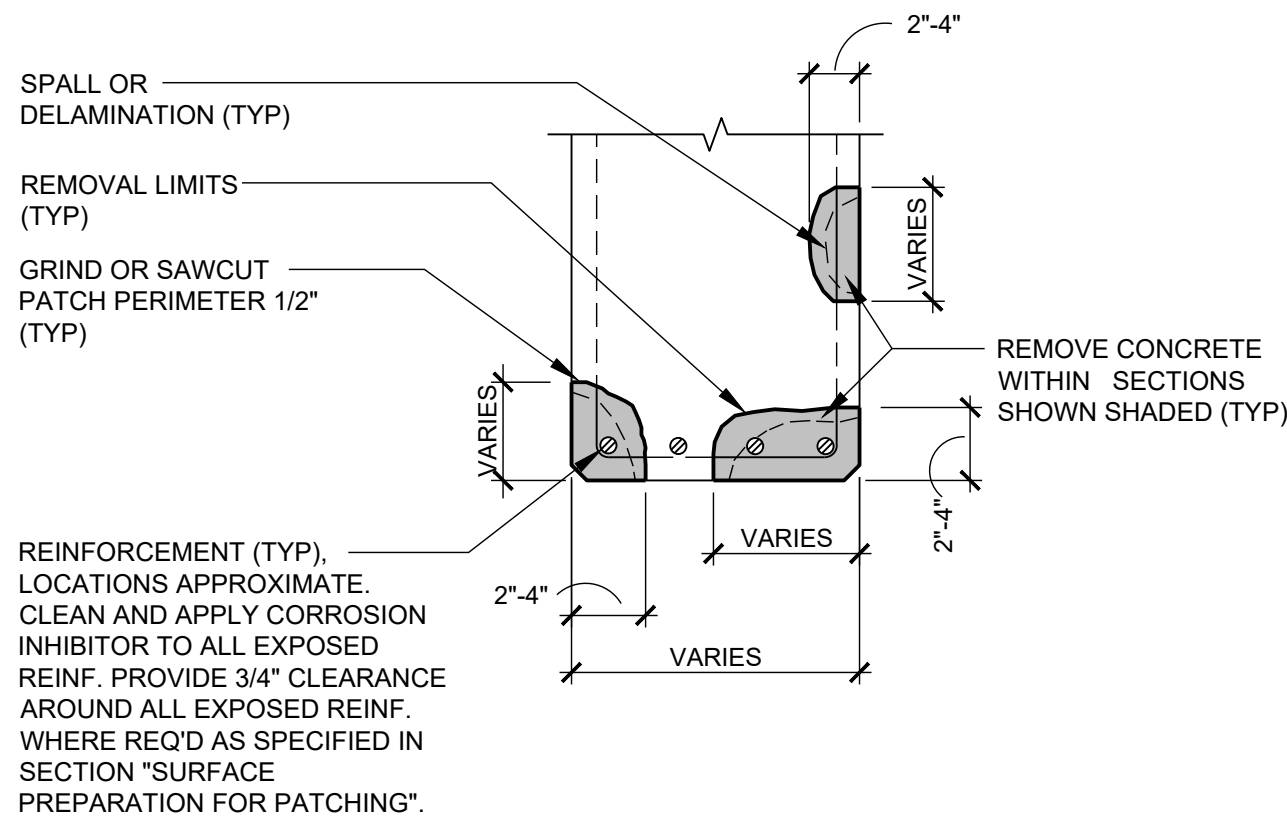 2"-4"
SPALL OR
DELAMINATION (TYP)
REMOVAL LIMITS
(TYP)
GRIND OR SAWCUT
PATCH PERIMETER 1/2"
(TYP)
VARIES
REMOVE CONCRETE
WITHIN SECTIONS
SHOWN SHADED (TYP)
VARIES
2"-4"
VARIES
REINFORCEMENT (TYP),
LOCATIONS APPROXIMATE.
CLEAN AND APPLY CORROSION
INHIBITOR TO ALL EXPOSED
REINF. PROVIDE 3/4" CLEARANCE
AROUND ALL EXPOSED REINF.
WHERE REQ'D AS SPECIFIED IN
SECTION "SURFACE
PREPARATION FOR PATCHING".
2"-4"
VARIES